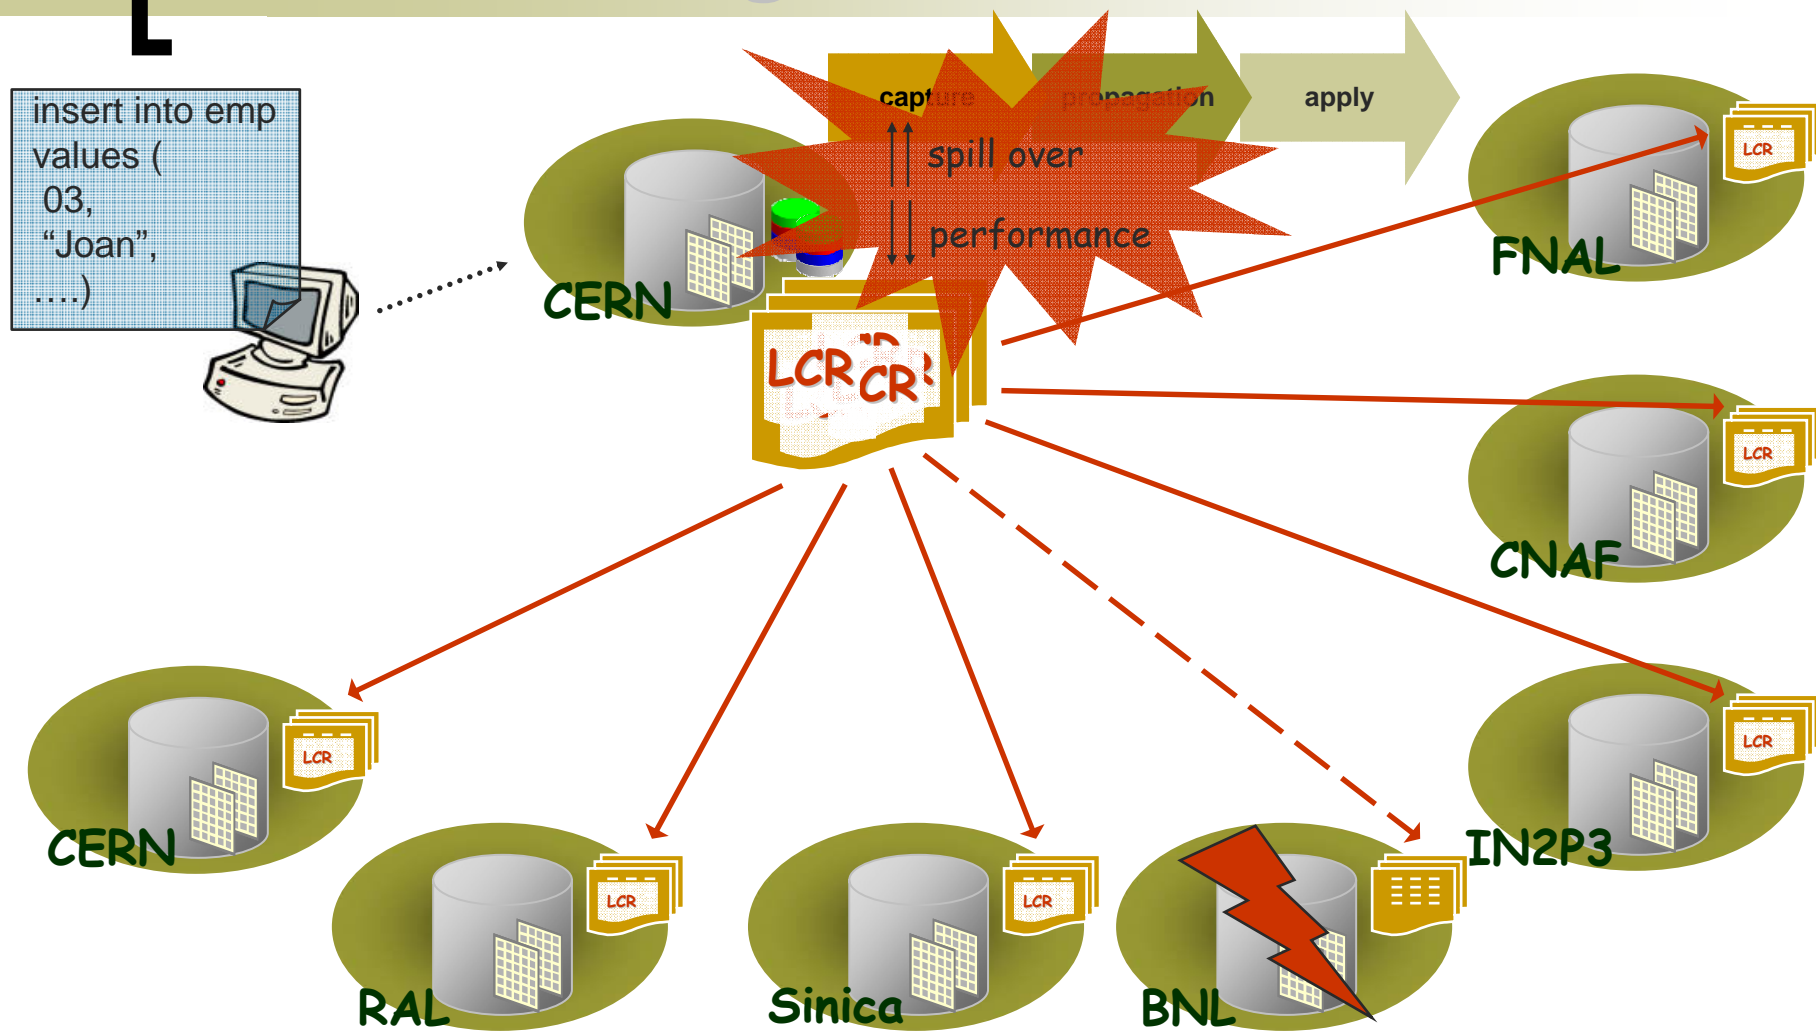 capture
propagation
apply
insert into emp
values (
03,
“Joan”,
….)
spill over
performance
CERN
LCR
CR
FNAL
LCR
CNAF
LCR
IN2P3
LCR
CERN
LCR
RAL
LCR
Sinica
LCR
BNL